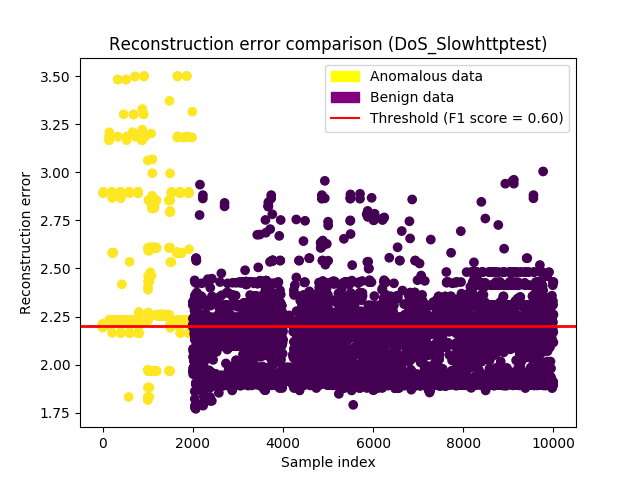 Reconstruction error comparison (DoS_Slowhttptest)
Anomalous data
Benign data
Threshold (F1 score = 0.60)
Reconstruction error
3.50
3.25
3.00
2.75
2.50
2.25
2.00
1.75
0 2000 4000 6000 8000 10000
Sample index